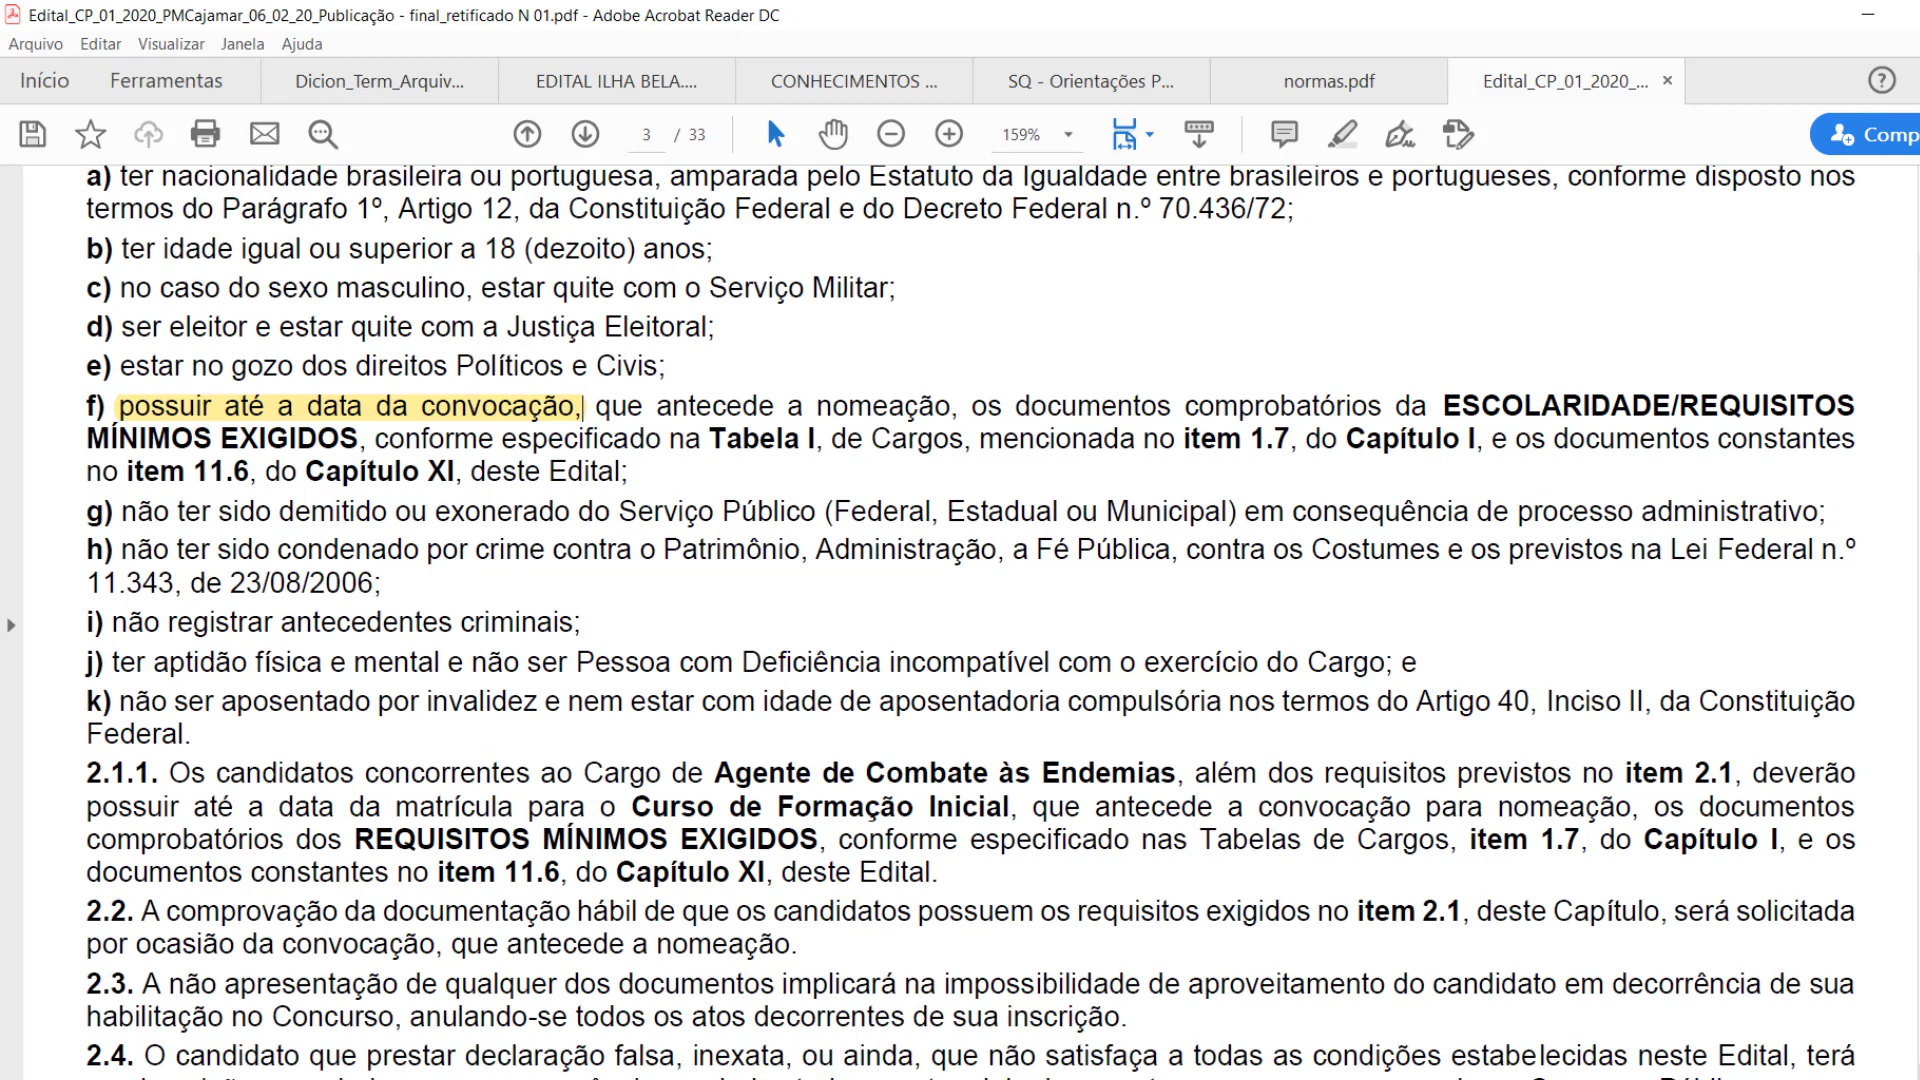 Edital_CP_01_2020_PMCajamar_06_02_20_Publicação - final_retificado N 01.pdf - Adobe Acrobat Reader DC
Arquivo Editar Visualizar Janela Ajuda
Início Ferramentas Dicion_Term_Arquiv... EDITAL ILHA BELA.... CONHECIMENTOS ... SQ - Orientações P... normas.pdf Edital_CP_01_2020_... ×
3 / 33 159% Comp
a) ter nacionalidade brasileira ou portuguesa, amparada pelo Estatuto da Igualdade entre brasileiros e portugueses, conforme disposto nos
termos do Parágrafo 1º, Artigo 12, da Constituição Federal e do Decreto Federal n.º 70.436/72;
b) ter idade igual ou superior a 18 (dezoito) anos;
c) no caso do sexo masculino, estar quite com o Serviço Militar;
d) ser eleitor e estar quite com a Justiça Eleitoral;
e) estar no gozo dos direitos Políticos e Civis;
f) possuir até a data da convocação, que antecede a nomeação, os documentos comprobatórios da ESCOLARIDADE/REQUISITOS
MÍNIMOS EXIGIDOS, conforme especificado na Tabela I, de Cargos, mencionada no item 1.7, do Capítulo I, e os documentos constantes
no item 11.6, do Capítulo XI, deste Edital;
g) não ter sido demitido ou exonerado do Serviço Público (Federal, Estadual ou Municipal) em consequência de processo administrativo;
h) não ter sido condenado por crime contra o Patrimônio, Administração, a Fé Pública, contra os Costumes e os previstos na Lei Federal n.º
11.343, de 23/08/2006;
i) não registrar antecedentes criminais;
j) ter aptidão física e mental e não ser Pessoa com Deficiência incompatível com o exercício do Cargo; e
k) não ser aposentado por invalidez e nem estar com idade de aposentadoria compulsória nos termos do Artigo 40, Inciso II, da Constituição
Federal.
2.1.1. Os candidatos concorrentes ao Cargo de Agente de Combate às Endemias, além dos requisitos previstos no item 2.1, deverão
possuir até a data da matrícula para o Curso de Formação Inicial, que antecede a convocação para nomeação, os documentos
comprobatórios dos REQUISITOS MÍNIMOS EXIGIDOS, conforme especificado nas Tabelas de Cargos, item 1.7, do Capítulo I, e os
documentos constantes no item 11.6, do Capítulo XI, deste Edital.
2.2. A comprovação da documentação hábil de que os candidatos possuem os requisitos exigidos no item 2.1, deste Capítulo, será solicitada
por ocasião da convocação, que antecede a nomeação.
2.3. A não apresentação de qualquer dos documentos implicará na impossibilidade de aproveitamento do candidato em decorrência de sua
habilitação no Concurso, anulando-se todos os atos decorrentes de sua inscrição.
2.4. O candidato que prestar declaração falsa, inexata, ou ainda, que não satisfaça a todas as condições estabelecidas neste Edital, terá